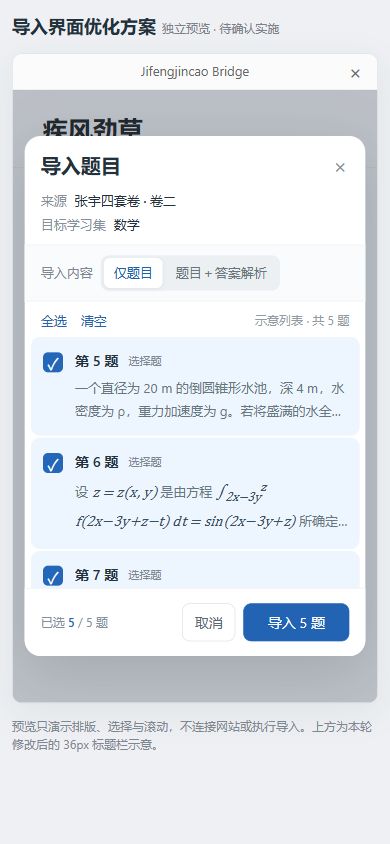 导入界面优化方案 独立预览 · 待确认实施
Jifengjincao Bridge ×
疾风劲草
导入题目 ×
来源 张宇四套卷 · 卷二
目标学习集 数学
导入内容 仅题目 题目 + 答案解析
全选 清空 示意列表 · 共 5 题
第 5 题 选择题
一个直径为 20 m 的倒圆锥形水池，深 4 m，水
密度为 ρ，重力加速度为 g。若将盛满的水全...
第 6 题 选择题
设 z = z(x, y) 是由方程 ∫_{2x−3y}^{z}
f(2x−3y+z−t) dt = sin(2x−3y+z) 所确定...
第 7 题 选择题
已选 5 / 5 题 取消 导入 5 题
预览只演示排版、选择与滚动，不连接网站或执行导入。上方为本轮
修改后的 36px 标题栏示意。